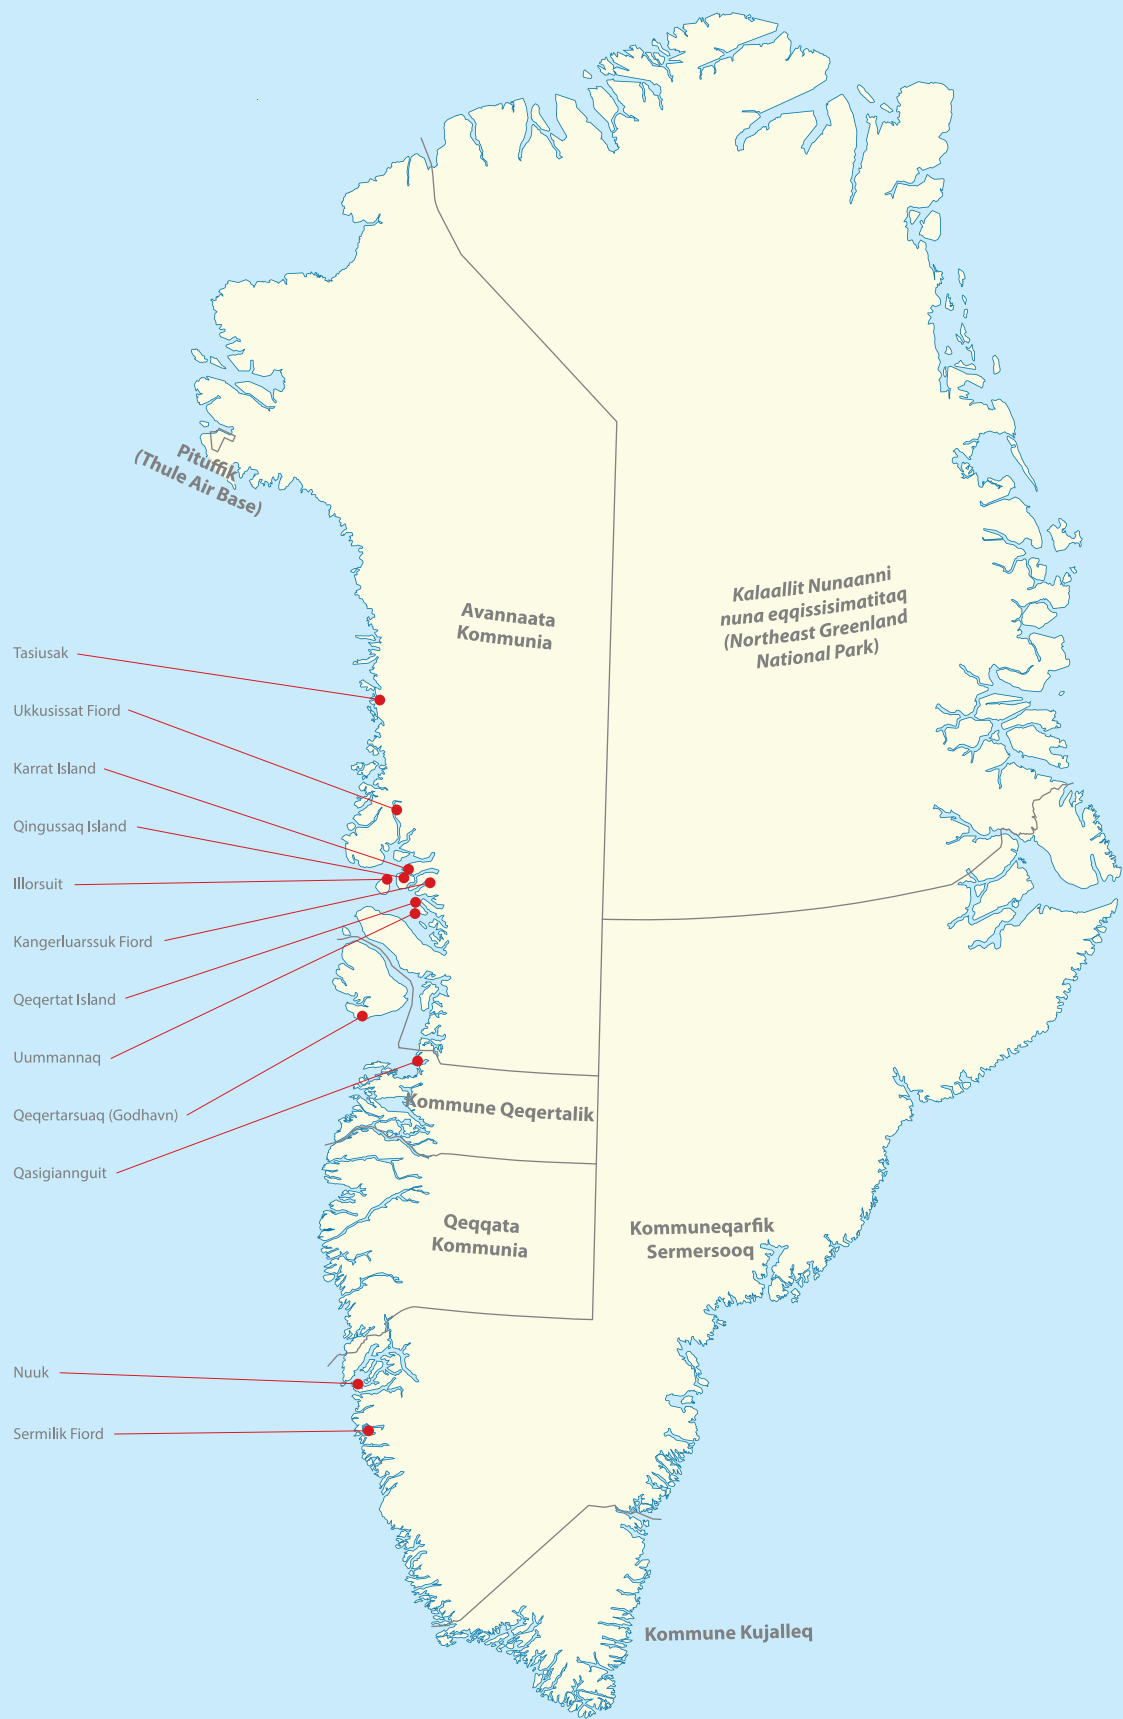 Pituffik
(Thule Air Base)
Avannaata
Kommunia
Kalaallit Nunaanni
nuna eqqissisimatitaq
(Northeast Greenland
National Park)
Tasiusak
Ukkusissat Fiord
Karrat Island
Qingussaq Island
Illorsuit
Kangerluarssuk Fiord
Qeqertat Island
Uummannaq
Qeqertarsuaq (Godhavn)
Qasigiannguit
Kommune Qeqertalik
Qeqqata
Kommunia
Kommuneqarfik
Sermersooq
Nuuk
Sermilik Fiord
Kommune Kujalleq